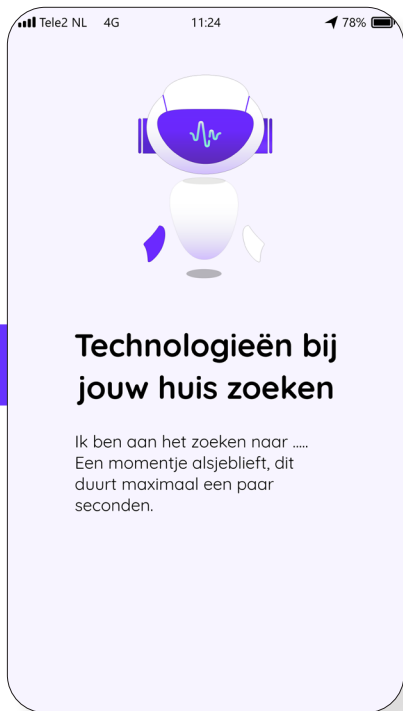 Tele2 NL 4G 11:24 78%
Technologieën bij
jouw huis zoeken
Ik ben aan het zoeken naar .....
Een momentje alsjeblieft, dit
duurt maximaal een paar
seconden.